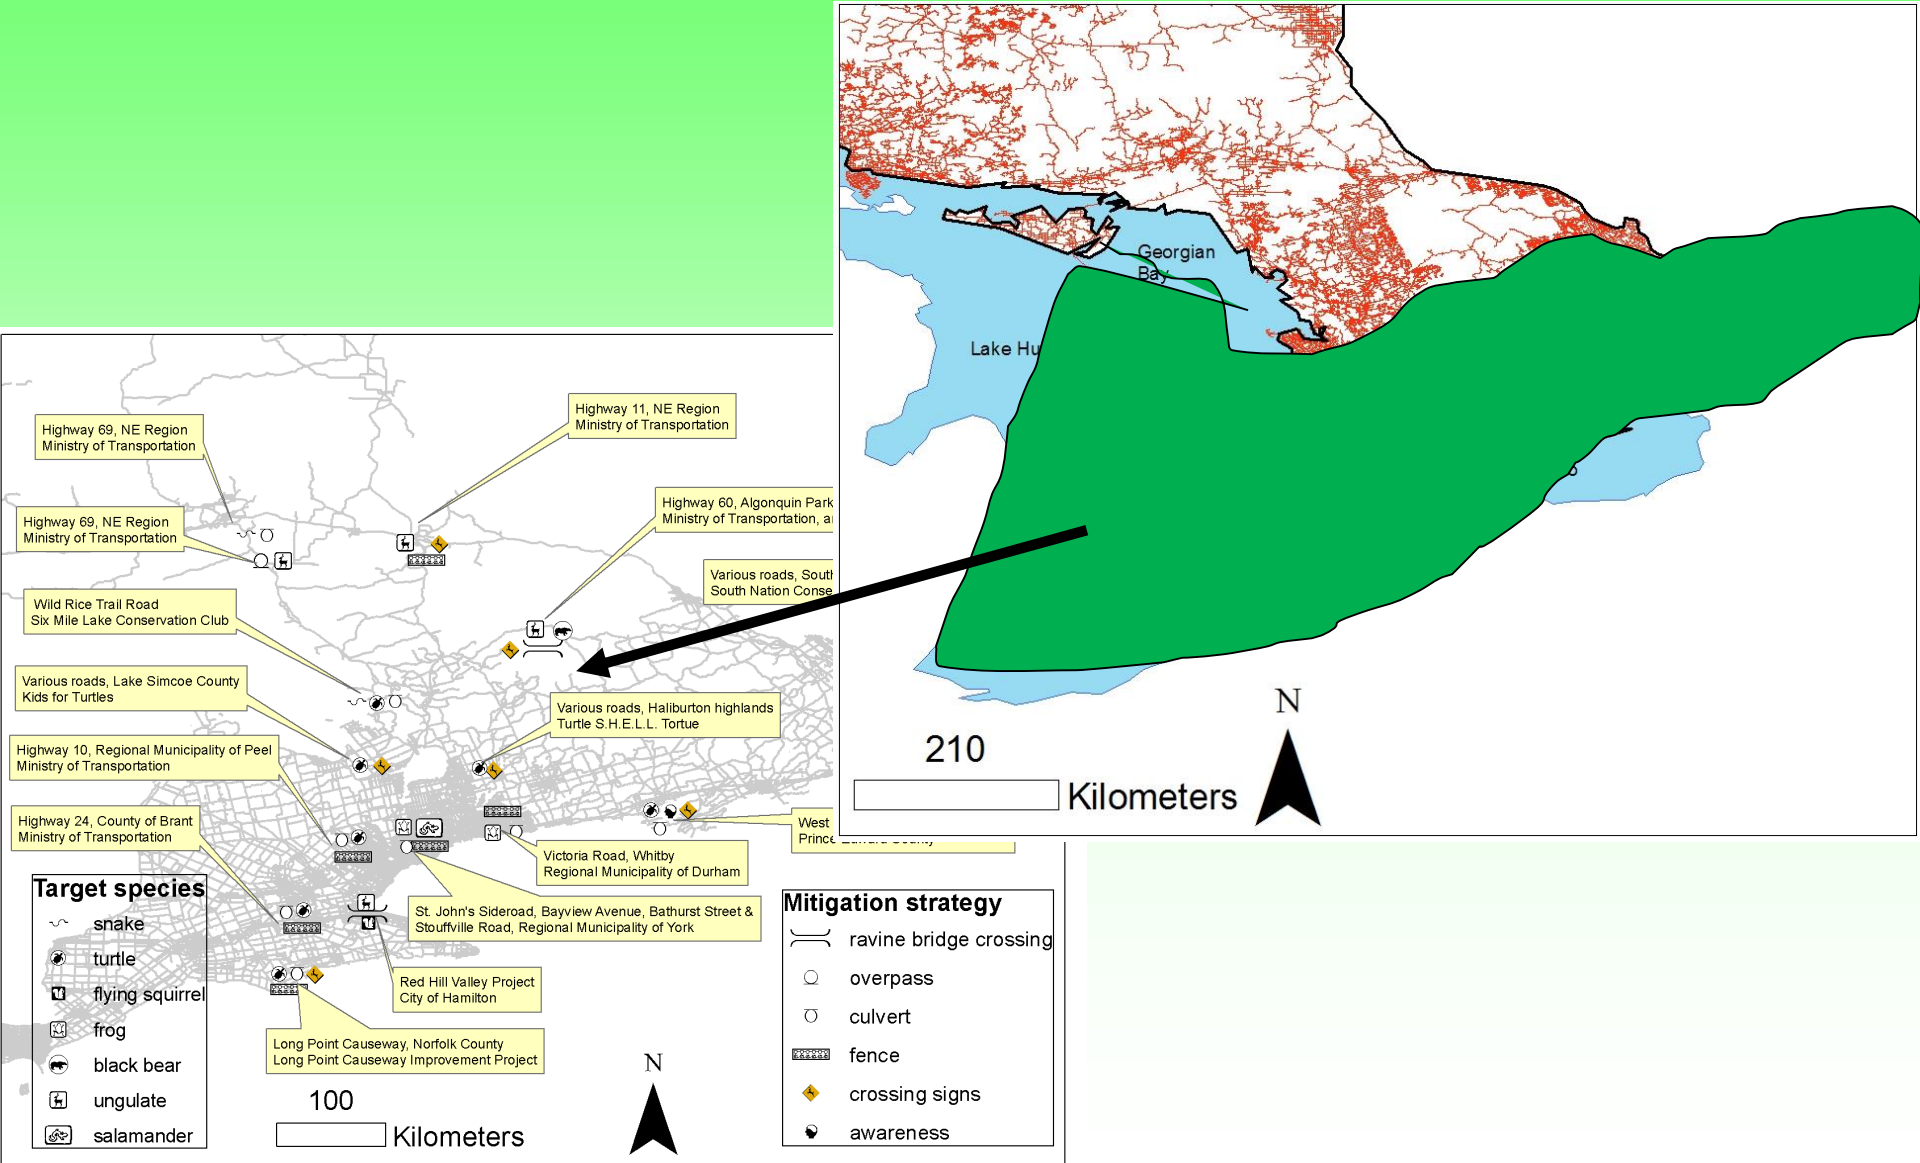 Georgian
Bay
Lake Hu
210
Kilometers
N
Highway 11, NE Region
Ministry of Transportation
Highway 69, NE Region
Ministry of Transportation
Highway 60, Algonquin Park
Ministry of Transportation, a
Highway 69, NE Region
Ministry of Transportation
Various roads, South
South Nation Conse
Wild Rice Trail Road
Six Mile Lake Conservation Club
Various roads, Lake Simcoe County
Kids for Turtles
Various roads, Haliburton highlands
Turtle S.H.E.L.L. Tortue
Highway 10, Regional Municipality of Peel
Ministry of Transportation
Highway 24, County of Brant
Ministry of Transportation
West
Prince Edward County
Victoria Road, Whitby
Regional Municipality of Durham
St. John's Sideroad, Bayview Avenue, Bathurst Street &
Stouffville Road, Regional Municipality of York
Red Hill Valley Project
City of Hamilton
Long Point Causeway, Norfolk County
Long Point Causeway Improvement Project
Target species
snake
turtle
flying squirrel
frog
black bear
ungulate
salamander
100
Kilometers
N
Mitigation strategy
ravine bridge crossing
overpass
culvert
fence
crossing signs
awareness